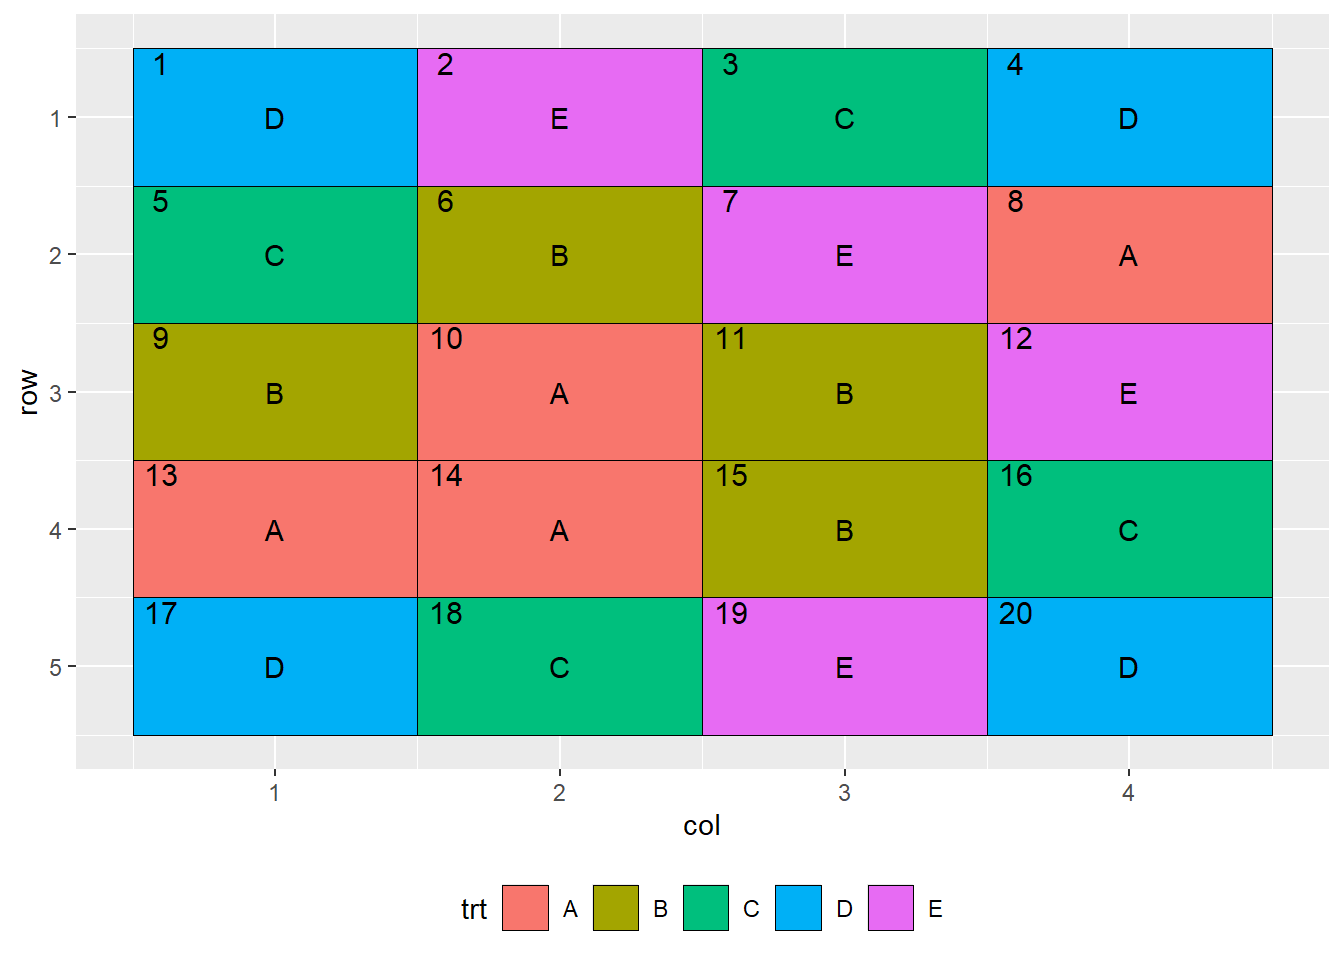 1 2 3 4
1 D E C D
5 6 7 8
2 C B E A
9 10 11 12
row 3 B A B E
13 14 15 16
4 A A B C
17 18 19 20
5 D C E D
1 2 3 4
col
trt A B C D E